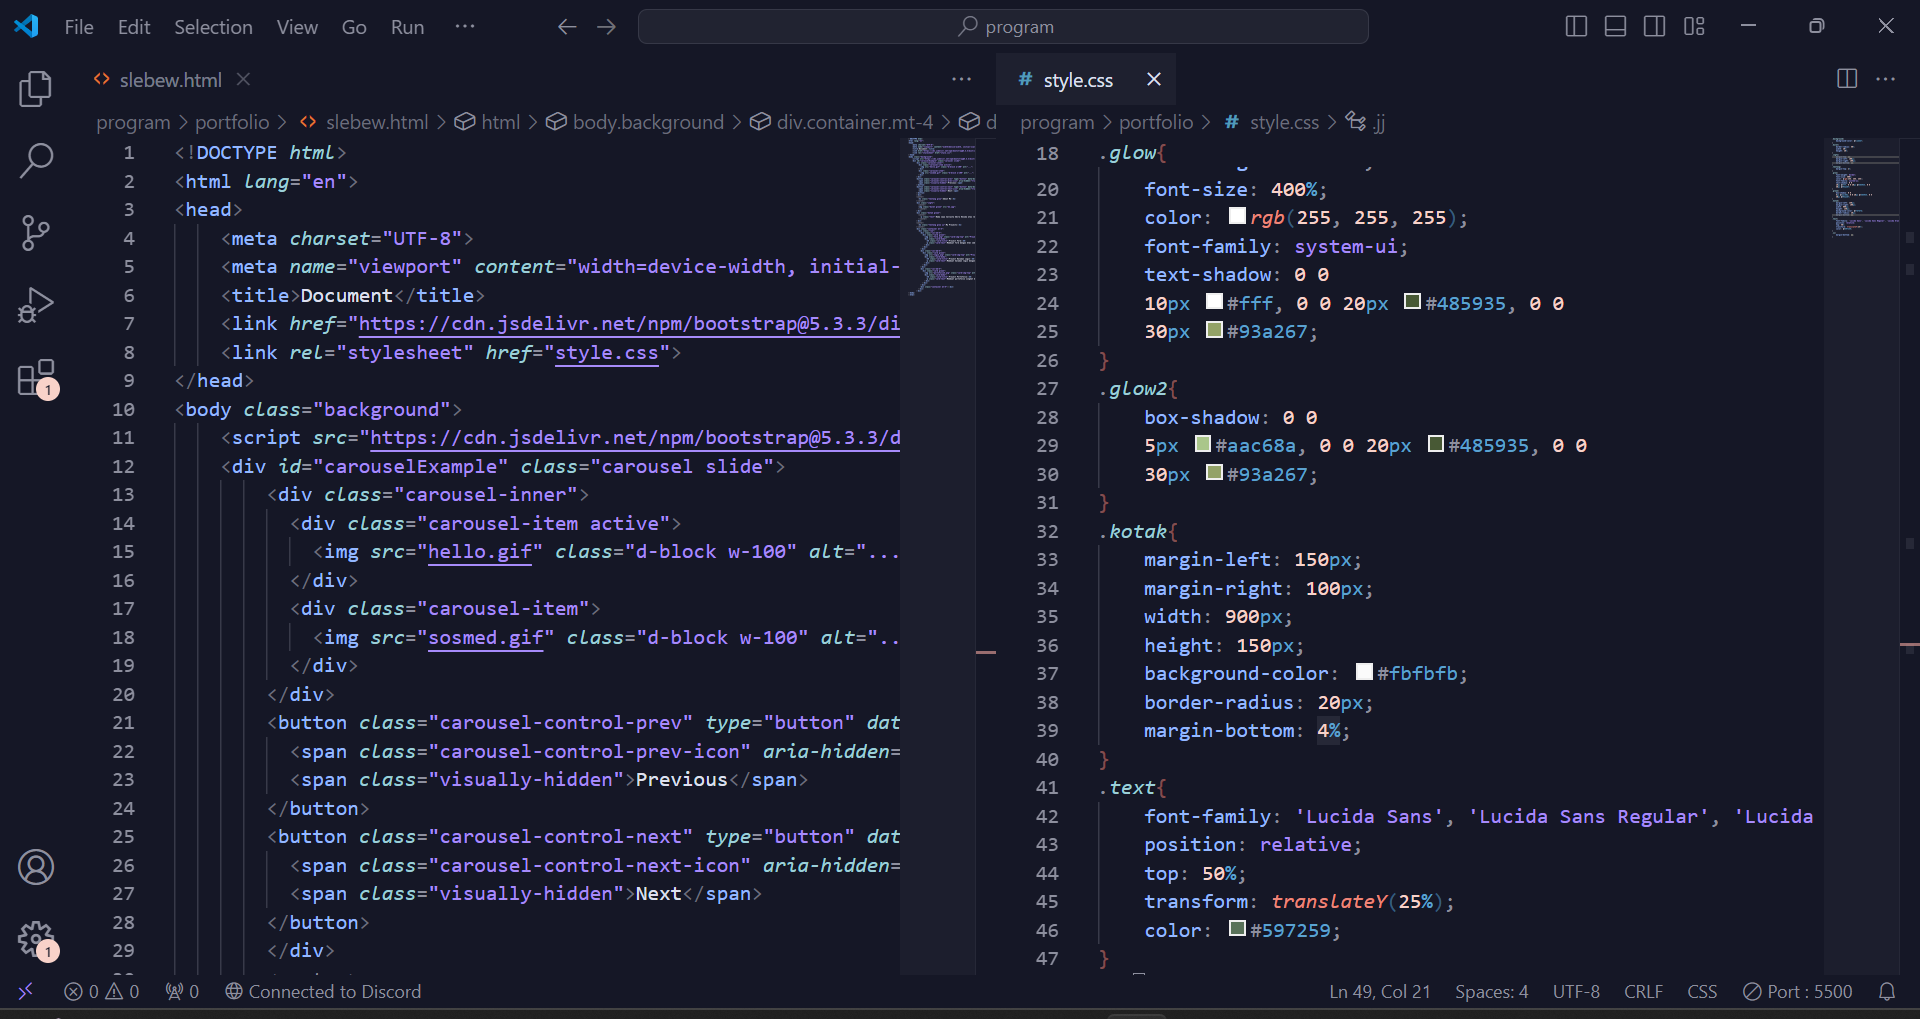 File Edit Selection View Go Run ··· ← → program
slebew.html × ···
program > portfolio > <> slebew.html > html > body.background > div.container.mt-4 > d
1 <!DOCTYPE html>
2 <html lang="en">
3 <head>
4 <meta charset="UTF-8">
5 <meta name="viewport" content="width=device-width, initial-
6 <title>Document</title>
7 <link href="https://cdn.jsdelivr.net/npm/bootstrap@5.3.3/di
8 <link rel="stylesheet" href="style.css">
9 </head>
10 <body class="background">
11 <script src="https://cdn.jsdelivr.net/npm/bootstrap@5.3.3/d
12 <div id="carouselExample" class="carousel slide">
13 <div class="carousel-inner">
14 <div class="carousel-item active">
15 <img src="hello.gif" class="d-block w-100" alt="...
16 </div>
17 <div class="carousel-item">
18 <img src="sosmed.gif" class="d-block w-100" alt="..
19 </div>
20 </div>
21 <button class="carousel-control-prev" type="button" dat
22 <span class="carousel-control-prev-icon" aria-hidden=
23 <span class="visually-hidden">Previous</span>
24 </button>
25 <button class="carousel-control-next" type="button" dat
26 <span class="carousel-control-next-icon" aria-hidden=
27 <span class="visually-hidden">Next</span>
28 </button>
29 </div>
# style.css × ···
program > portfolio > # style.css > .jj
18 .glow{
20 font-size: 400%;
21 color: rgb(255, 255, 255);
22 font-family: system-ui;
23 text-shadow: 0 0
24 10px #fff, 0 0 20px #485935, 0 0
25 30px #93a267;
26 }
27 .glow2{
28 box-shadow: 0 0
29 5px #aac68a, 0 0 20px #485935, 0 0
30 30px #93a267;
31 }
32 .kotak{
33 margin-left: 150px;
34 margin-right: 100px;
35 width: 900px;
36 height: 150px;
37 background-color: #fbfbfb;
38 border-radius: 20px;
39 margin-bottom: 4%;
40 }
41 .text{
42 font-family: 'Lucida Sans', 'Lucida Sans Regular', 'Lucida
43 position: relative;
44 top: 50%;
45 transform: translateY(25%);
46 color: #597259;
47 }
1
1
0 0 0 Connected to Discord Ln 49, Col 21 Spaces: 4 UTF-8 CRLF CSS Port : 5500